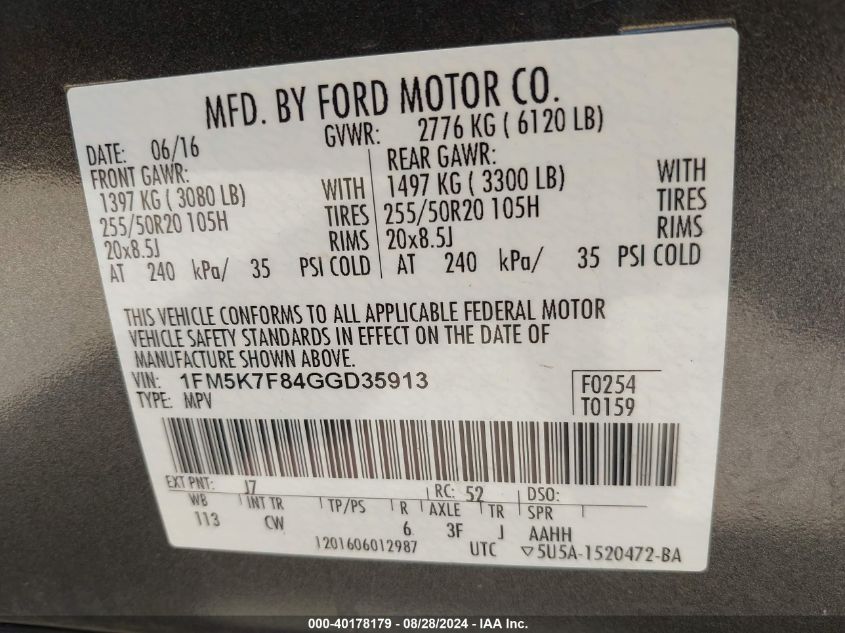 MFD. BY FORD MOTOR CO.
DATE: 06/16 GVWR: 2776 KG ( 6120 LB)
FRONT GAWR: REAR GAWR:
1397 KG ( 3080 LB) WITH 1497 KG ( 3300 LB) WITH
255/50R20 105H TIRES 255/50R20 105H TIRES
20x8.5J RIMS 20x8.5J RIMS
AT 240 kPa/ 35 PSI COLD AT 240 kPa/ 35 PSI COLD
THIS VEHICLE CONFORMS TO ALL APPLICABLE FEDERAL MOTOR
VEHICLE SAFETY STANDARDS IN EFFECT ON THE DATE OF
MANUFACTURE SHOWN ABOVE.
VIN: 1FM5K7F84GGD35913 F0254
TYPE: MPV T0159
EXT PNT: J7 RC: 52 DSO:
WB INT TR TP/PS R AXLE TR SPR
113 CW 6 3F J AAHH
1201606012987 UTC ▽5U5A-1520472-BA
000-40178179 - 08/28/2024 - IAA Inc.